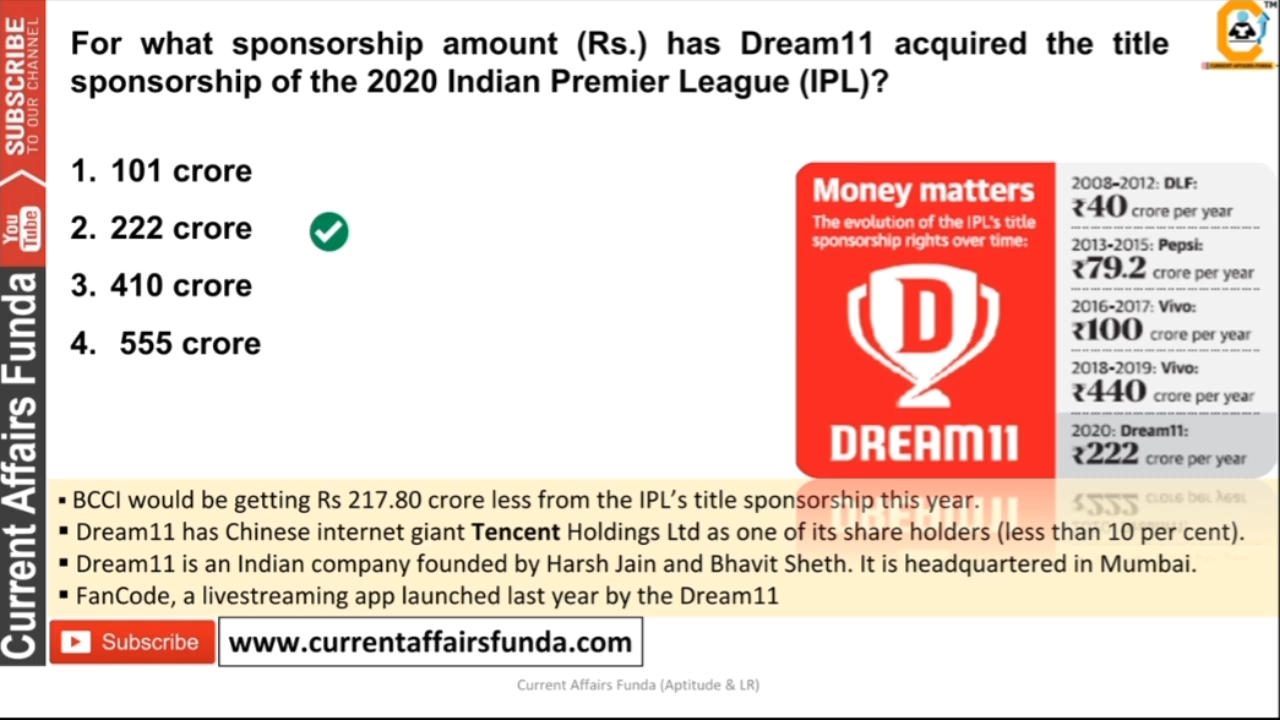 For what sponsorship amount (Rs.) has Dream11 acquired the title
sponsorship of the 2020 Indian Premier League (IPL)?
1. 101 crore
2. 222 crore
3. 410 crore
4. 555 crore
Money matters
The evolution of the IPL's title
sponsorship rights over time:
D
DREAM11
2008-2012: DLF:
₹40 crore per year
2013-2015: Pepsi:
₹79.2 crore per year
2016-2017: Vivo:
₹100 crore per year
2018-2019: Vivo:
₹440 crore per year
2020: Dream11:
₹222 crore per year
▪ BCCI would be getting Rs 217.80 crore less from the IPL's title sponsorship this year.
▪ Dream11 has Chinese internet giant Tencent Holdings Ltd as one of its share holders (less than 10 per cent).
▪ Dream11 is an Indian company founded by Harsh Jain and Bhavit Sheth. It is headquartered in Mumbai.
▪ FanCode, a livestreaming app launched last year by the Dream11
Subscribe
www.currentaffairsfunda.com
Current Affairs Funda (Aptitude & LR)
SUBSCRIBE
TO OUR CHANNEL
You
Tube
Current Affairs Funda
TM
CURRENT AFFAIRS FUNDA